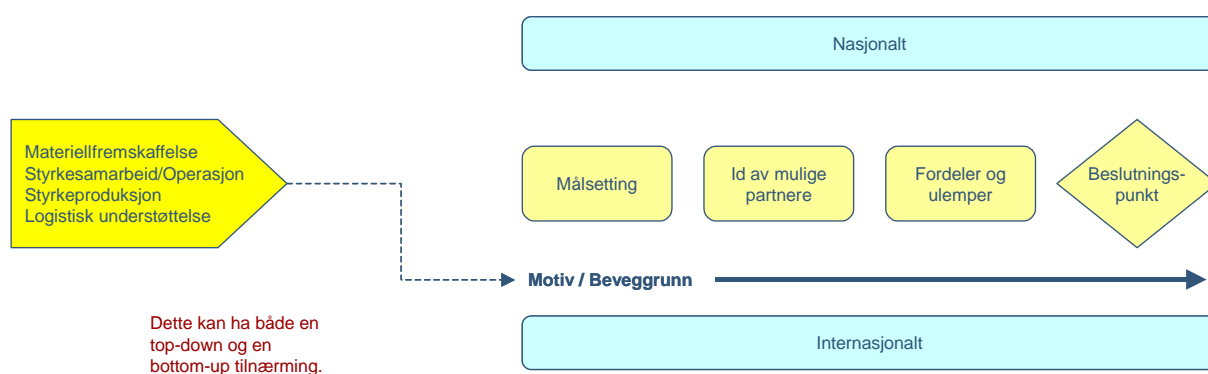 Nasjonalt
Materiellfremskaffelse
Styrkesamarbeid/Operasjon
Styrkeproduksjon
Logistisk understøttelse
Målsetting
Id av mulige
partnere
Fordeler og
ulemper
Beslutnings-
punkt
Motiv / Beveggrunn
Dette kan ha både en
top-down og en
bottom-up tilnærming.
Internasjonalt